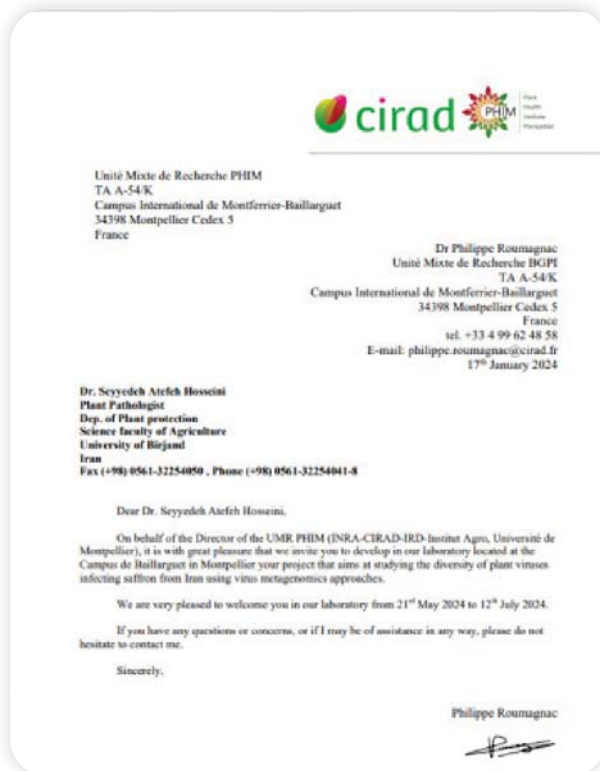 cirad
PHIM
Plant
Health
Institute
Montpellier
Unité Mixte de Recherche PHIM
TA A-54/K
Campus International de Montferrier-Baillarguet
34398 Montpellier Cedex 5
France
Dr Philippe Roumagnac
Unité Mixte de Recherche BGPI
TA A-54/K
Campus International de Montferrier-Baillarguet
34398 Montpellier Cedex 5
France
tel. +33 4 99 62 48 58
E-mail: philippe.roumagnac@cirad.fr
17th January 2024
Dr. Seyyedeh Atefeh Hosseini
Plant Pathologist
Dep. of Plant protection
Science faculty of Agriculture
University of Birjand
Iran
Fax (+98) 0561-32254050 , Phone (+98) 0561-32254041-8
Dear Dr. Seyyedeh Atefeh Hosseini,
On behalf of the Director of the UMR PHIM (INRA-CIRAD-IRD-Institut Agro, Université de
Montpellier), it is with great pleasure that we invite you to develop in our laboratory located at the
Campus de Baillarguet in Montpellier your project that aims at studying the diversity of plant viruses
infecting saffron from Iran using virus metagenomics approaches.
We are very pleased to welcome you in our laboratory from 21st May 2024 to 12th July 2024.
If you have any questions or concerns, or if I may be of assistance in any way, please do not
hesitate to contact me.
Sincerely,
Philippe Roumagnac